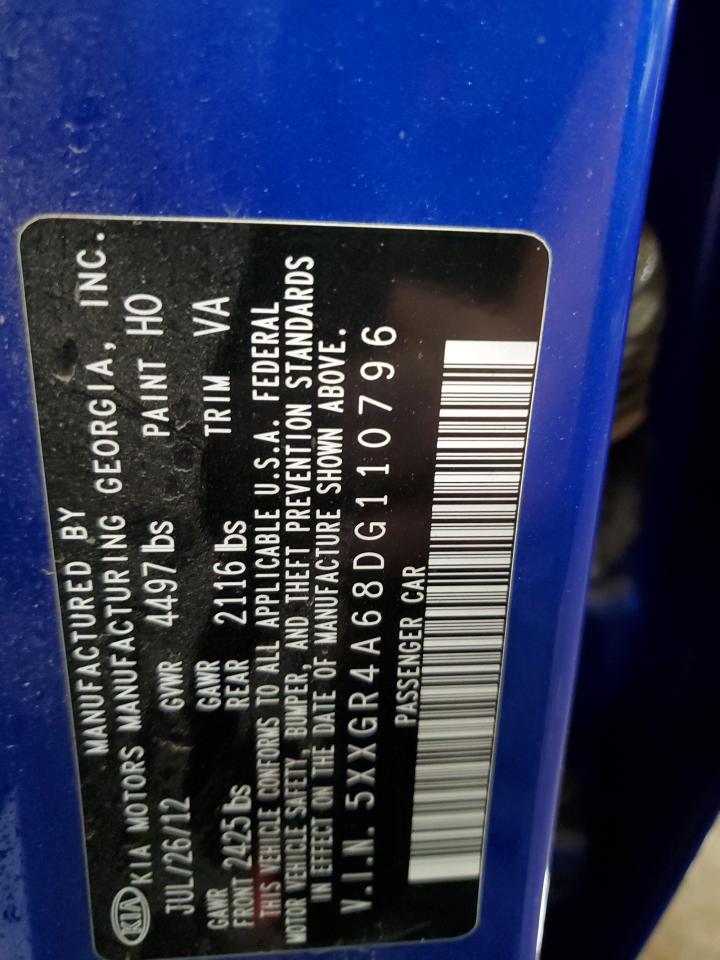 MANUFACTURED BY
KIA KIA MOTORS MANUFACTURING GEORGIA, INC.
JUL/26/12 GVWR 4497 lbs PAINT HO
GAWR FRONT 2425 lbs GAWR REAR 2116 lbs TRIM VA
THIS VEHICLE CONFORMS TO ALL APPLICABLE U.S.A. FEDERAL
MOTOR VEHICLE SAFETY, BUMPER, AND THEFT PREVENTION STANDARDS
IN EFFECT ON THE DATE OF MANUFACTURE SHOWN ABOVE.
V.I.N. 5XXGR4A68DG110796
PASSENGER CAR